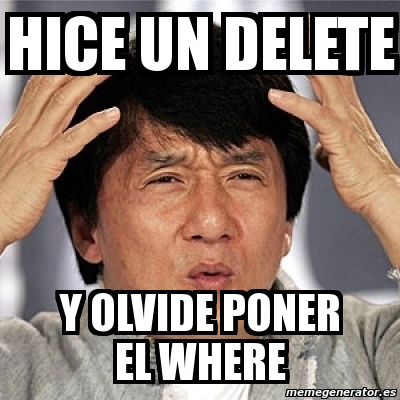 HICE UN DELETE
Y OLVIDE PONER
EL WHERE
memegenerator.es